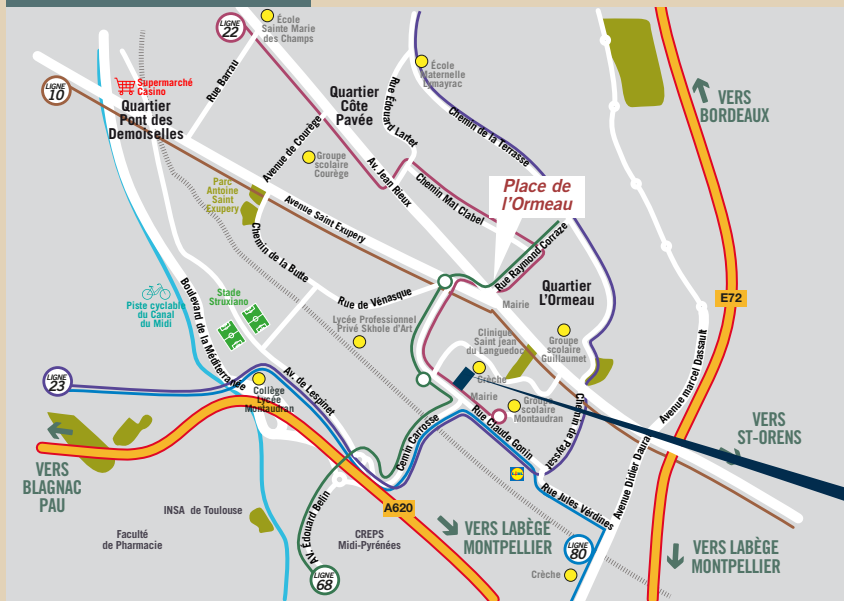 LIGNE
22
École
Sainte Marie
des Champs
LIGNE
10
Supermarché
Casino
Quartier
Pont des
Demoiselles
Rue Barrau
Quartier
Côte
Pavée
Rue Edouard Lartet
École
Maternelle
Limayrac
Chemin de la Terrasse
VERS
BORDEAUX
Avenue de Courège
Groupe
scolaire
Courège
Av. Jean Rieux
Chemin Mal Clabel
Place de
l'Ormeau
Parc
Antoine
Saint
Exupery
Avenue Saint Exupery
Chemin de la Butte
Rue Raymond Corraze
Rue de Vénasque
Mairie
Quartier
L'Ormeau
E72
Piste cyclable
du Canal
du Midi
Stade
Struxiano
Boulevard de la Méditerranée
Lycée Professionnel
Privé Skhole d'Art
Clinique
Saint jean
du Languedoc
Groupe
scolaire
Guillaumet
Avenue marcel Dassault
LIGNE
23
Collège
Lycée
Montaudran
Av. de Lespinet
Crèche
Mairie
Groupe
scolaire
Montaudran
Rue Claude Gonin
Chemin de Payssat
Cemin Carrosse
VERS
ST-ORENS
Avenue Didier Daurat
VERS
BLAGNAC
PAU
LIDL
Rue Jules Vérdines
INSA de Toulouse
A620
Faculté
de Pharmacie
AV. Édouard Belin
CREPS
Midi-Pyrénées
VERS LABÈGE
MONTPELLIER
LIGNE
80
VERS LABÈGE
MONTPELLIER
LIGNE
68
Crèche